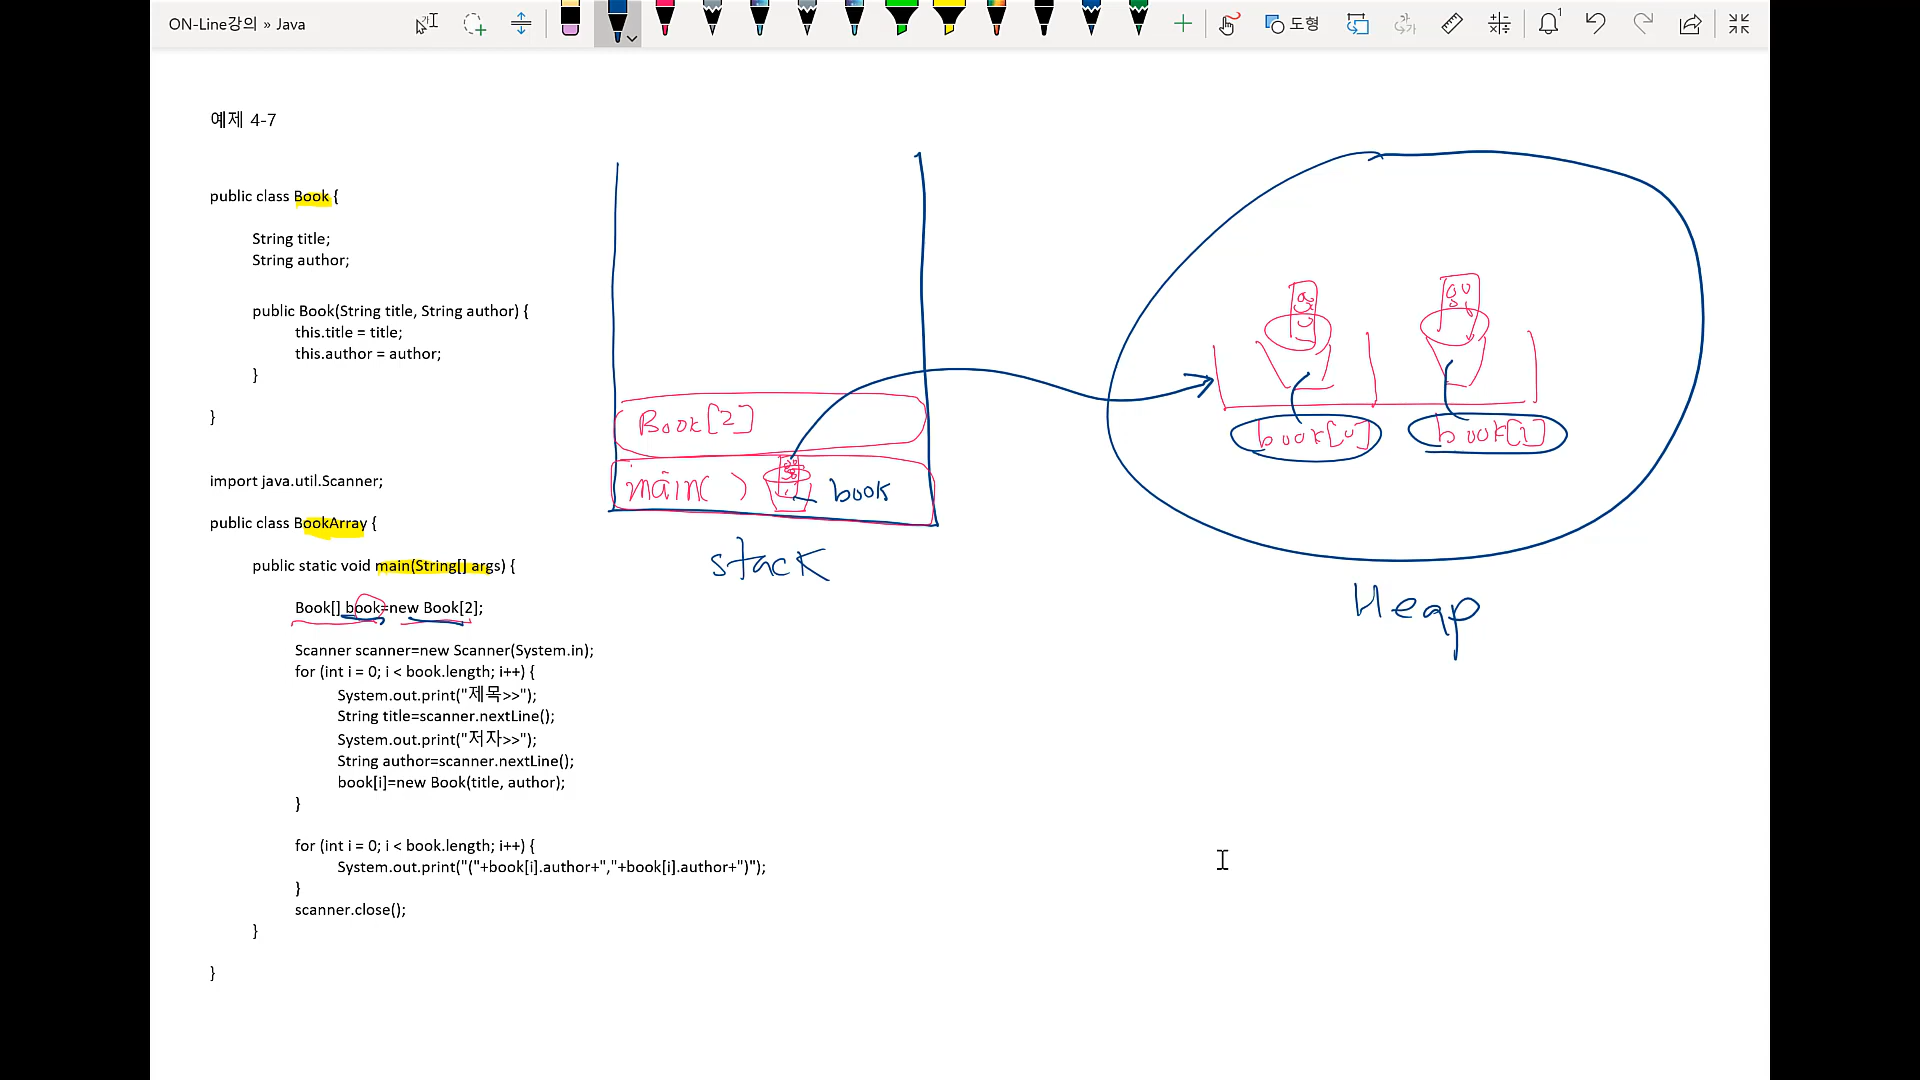 ON-Line강의 » Java
도형
예제 4-7
public class Book {
String title;
String author;
public Book(String title, String author) {
this.title = title;
this.author = author;
}
}
import java.util.Scanner;
public class BookArray {
public static void main(String[] args) {
Book[] book=new Book[2];
Scanner scanner=new Scanner(System.in);
for (int i = 0; i < book.length; i++) {
System.out.print("제목>>");
String title=scanner.nextLine();
System.out.print("저자>>");
String author=scanner.nextLine();
book[i]=new Book(title, author);
}
for (int i = 0; i < book.length; i++) {
System.out.print("("+book[i].author+","+book[i].author+")");
}
scanner.close();
}
}
Book[2]
main( )
book
stack
book[0]
book[1]
Heap